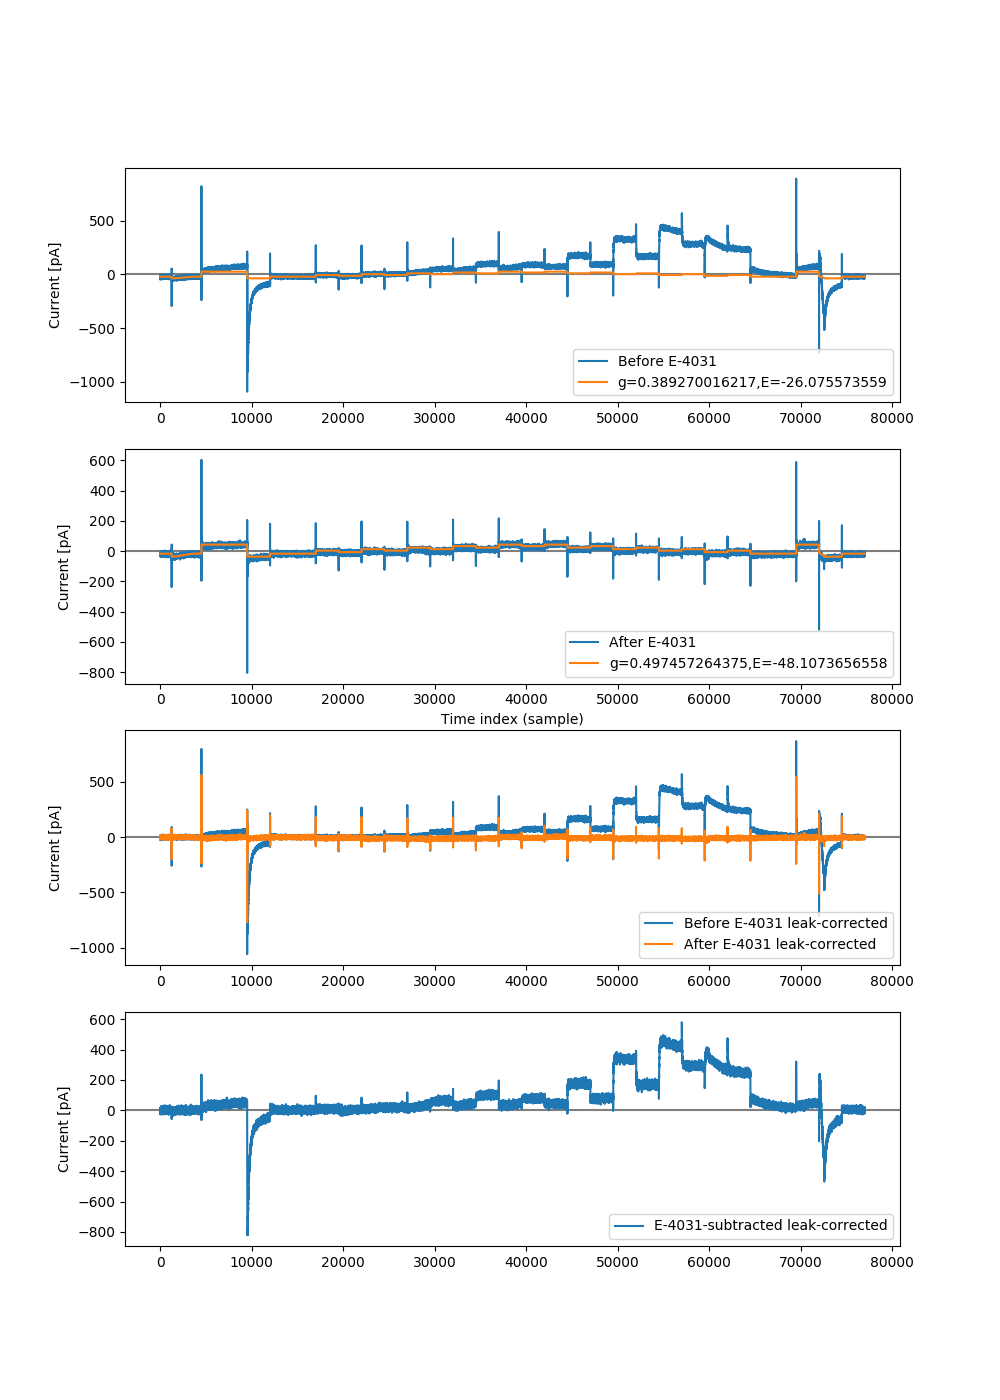 Current [pA]
500
0
−500
−1000
Before E-4031
g=0.389270016217,E=-26.075573559
0 10000 20000 30000 40000 50000 60000 70000 80000
Current [pA]
600
400
200
0
−200
−400
−600
−800
After E-4031
g=0.497457264375,E=-48.1073656558
0 10000 20000 30000 40000 50000 60000 70000 80000
Time index (sample)
Current [pA]
500
0
−500
−1000
Before E-4031 leak-corrected
After E-4031 leak-corrected
0 10000 20000 30000 40000 50000 60000 70000 80000
Current [pA]
600
400
200
0
−200
−400
−600
−800
E-4031-subtracted leak-corrected
0 10000 20000 30000 40000 50000 60000 70000 80000